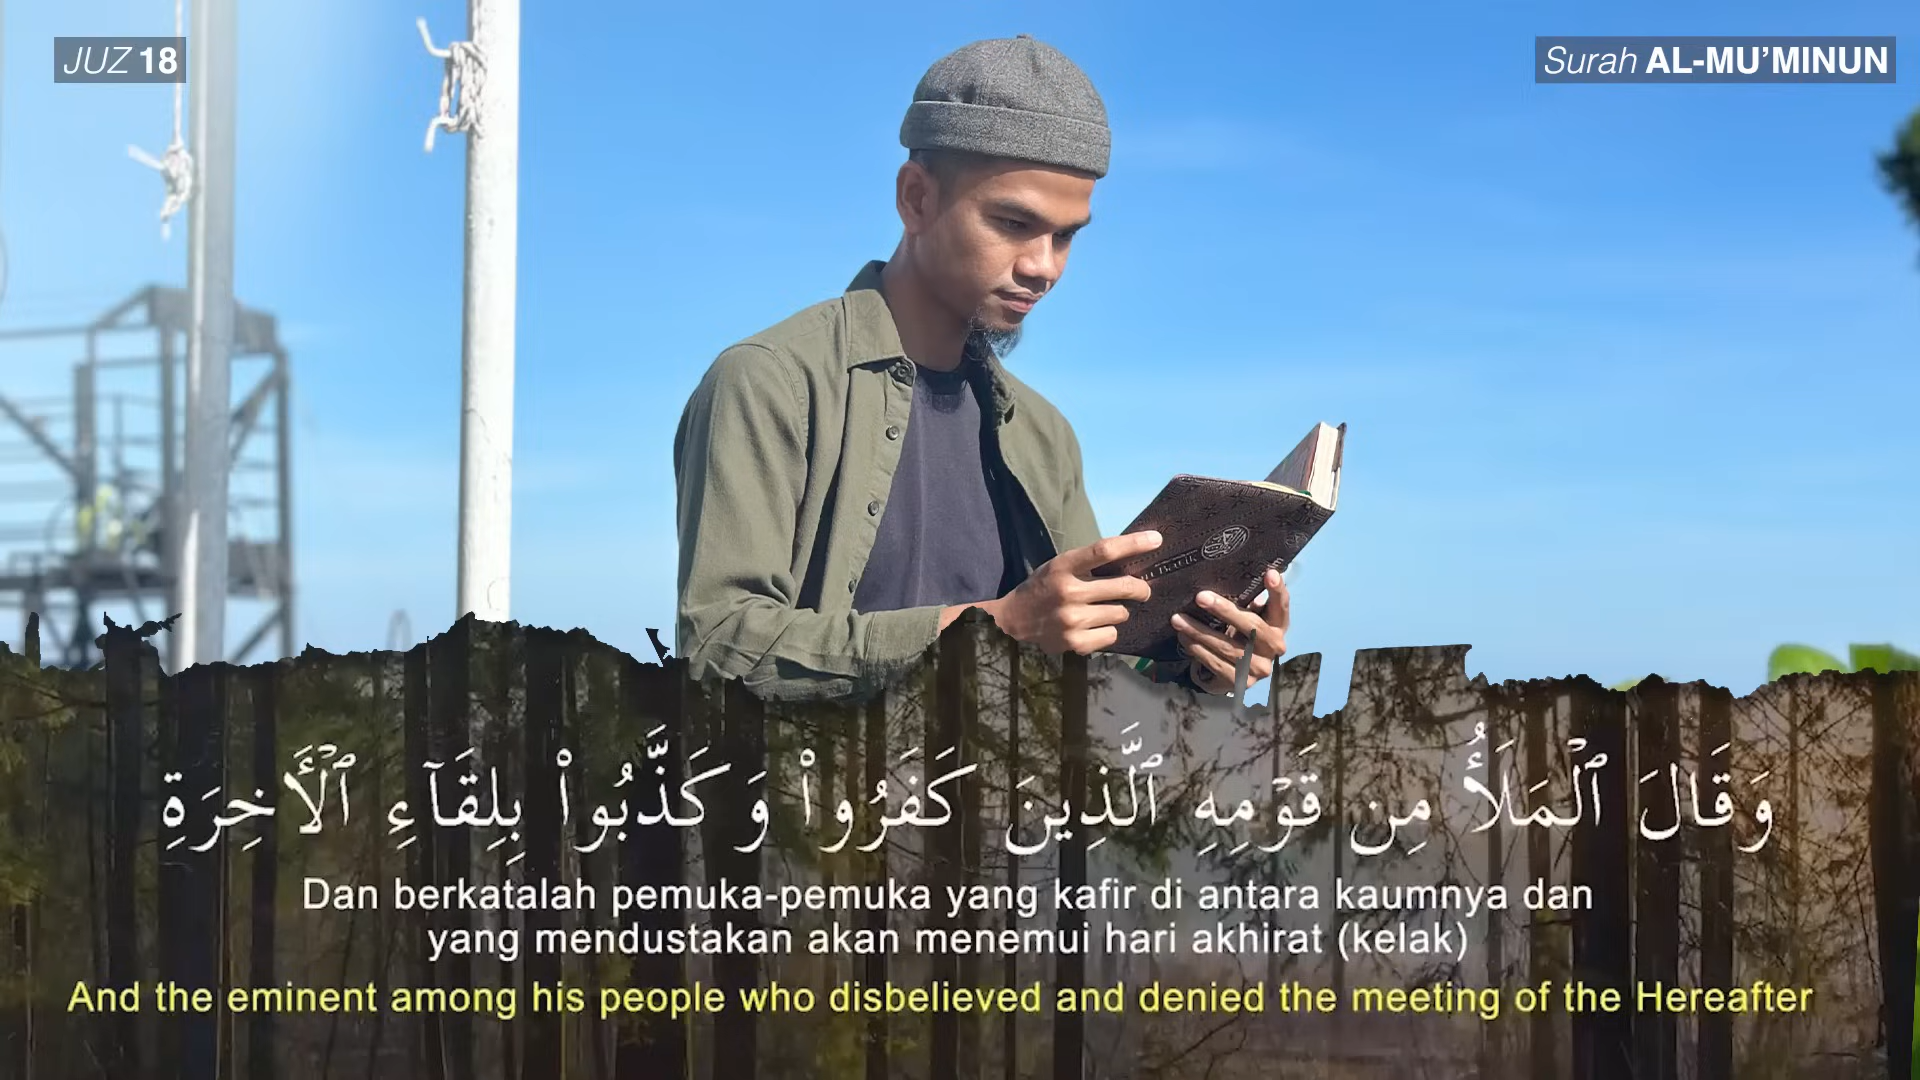 JUZ 18
Surah AL-MU’MINUN
وَقَالَ ٱلْمَلَأُ مِن قَوْمِهِ ٱلَّذِينَ كَفَرُوا۟ وَكَذَّبُوا۟ بِلِقَآءِ ٱلْأَخِرَةِ
Dan berkatalah pemuka-pemuka yang kafir di antara kaumnya dan
yang mendustakan akan menemui hari akhirat (kelak)
And the eminent among his people who disbelieved and denied the meeting of the Hereafter